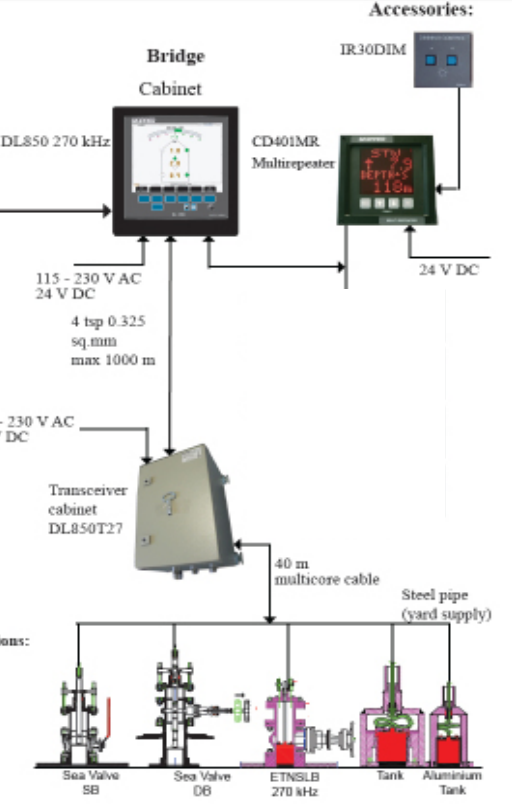 Accessories:
IR30DIM
Bridge
Cabinet
DL850 270 kHz
CD401MR
Multirepeater
STW
7.9
DEPTH-S
118m
115 - 230 V AC
24 V DC
24 V DC
4 tsp 0.325
sq.mm
max 1000 m
- 230 V AC
DC
Transceiver
cabinet
DL850T27
40 m
multicore cable
Steel pipe
(yard supply)
ons:
Sea Valve
SB
Sea Valve
DB
ETNSLB
270 kHz
Tank
Aluminium
Tank